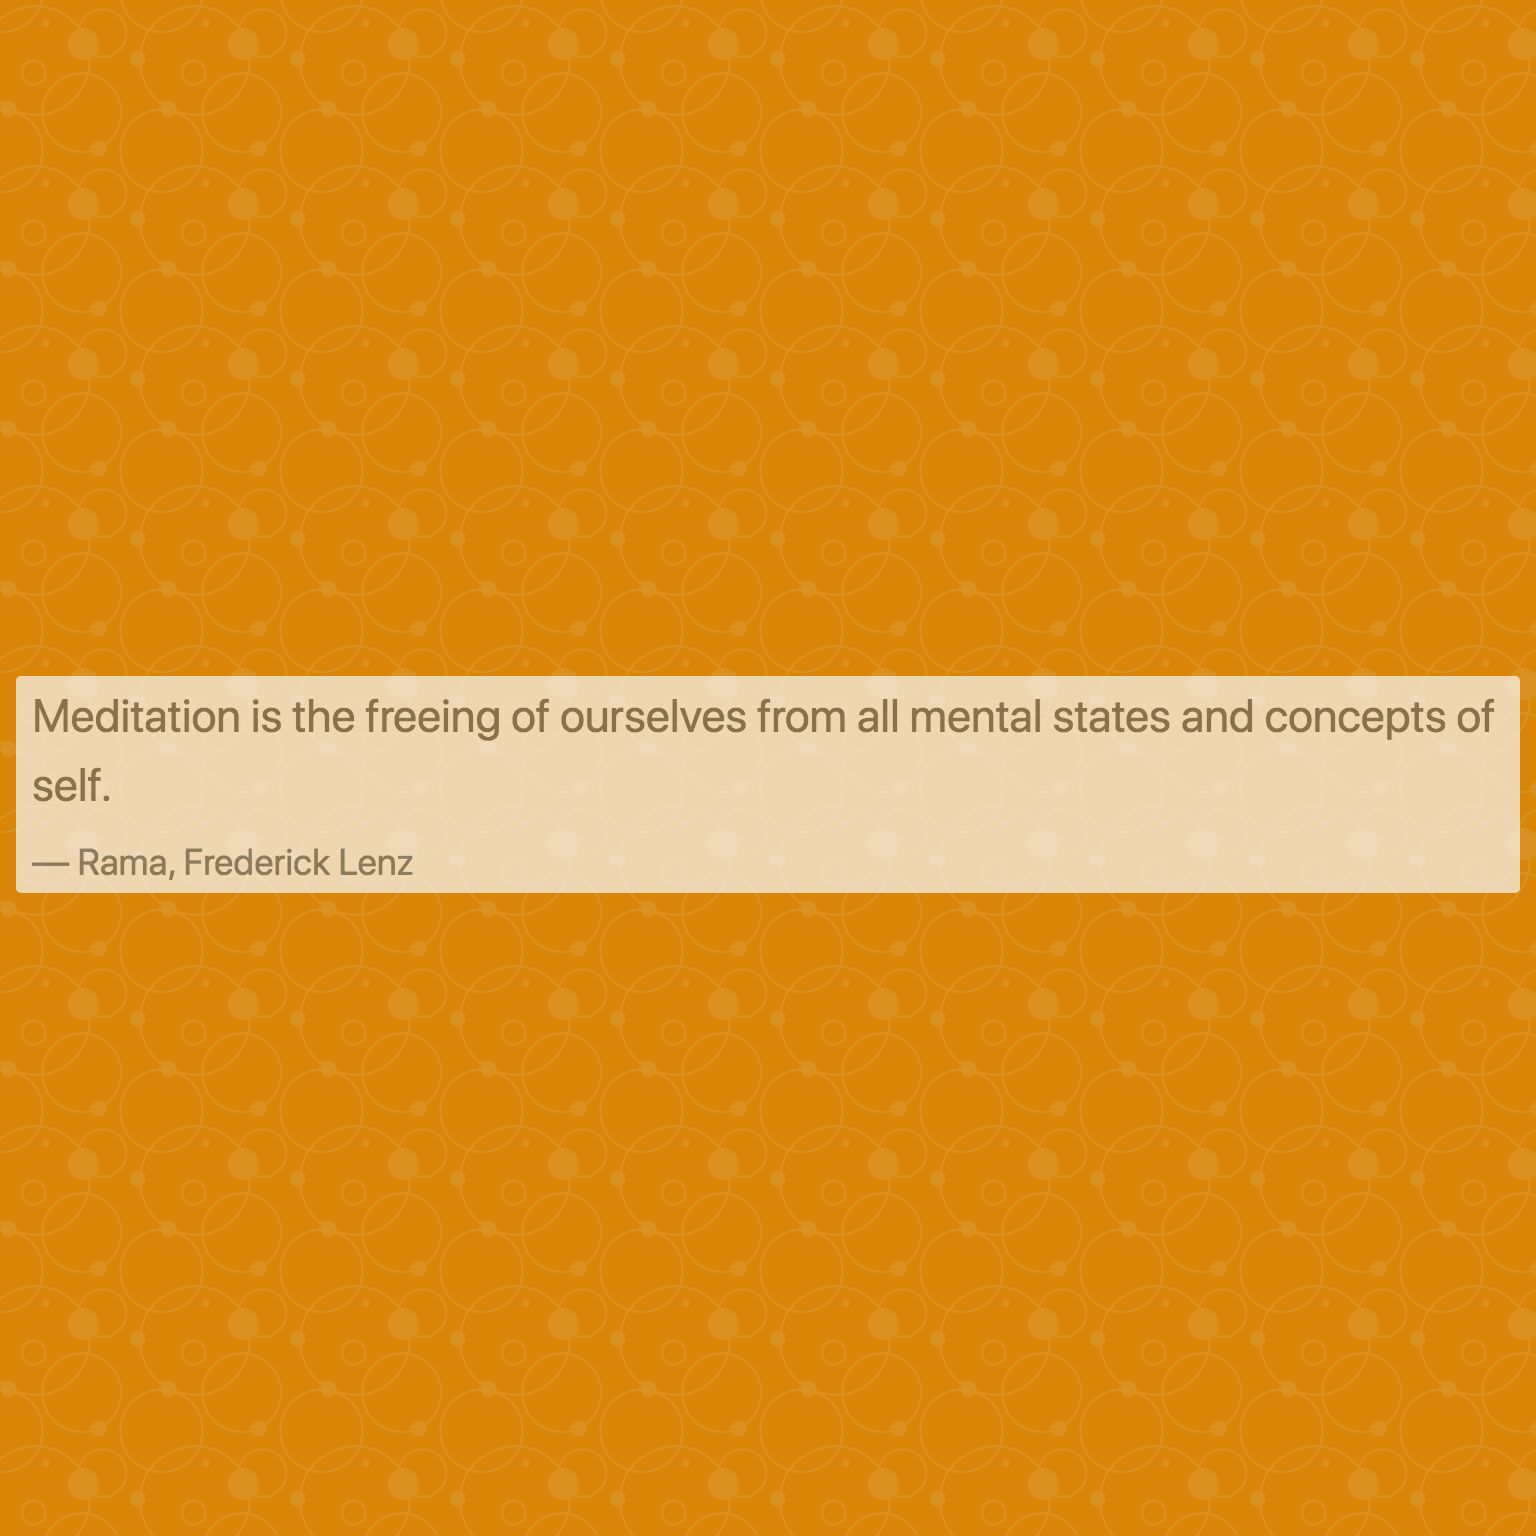 Meditation is the freeing of ourselves from all mental states and concepts of
self.
— Rama, Frederick Lenz